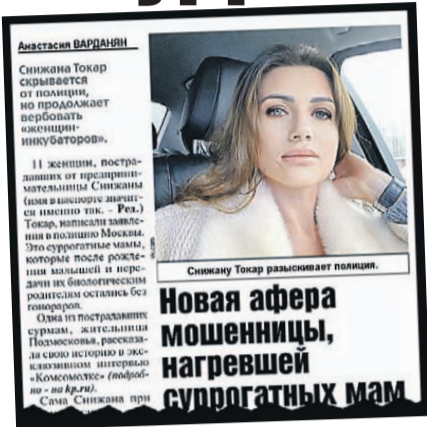 Анастасия ВАРДАНЯН
Снижана Токар
скрывается
от полиции,
но продолжает
вербовать
«женщин-
инкубаторов».
11 женщин, постра-
давших от предприни-
мательницы Снижаны
(имя в паспорте значит-
ся именно так. – Ред.)
Токар, написали заявле-
ния в полицию Москвы.
Это суррогатные мамы,
которые после рожде-
ния малышей и пере-
дачи их биологическим
родителям остались без
гонораров.
Одна из пострадавших
сурмам, жительница
Подмосковья, рассказа-
ла свою историю в экс-
клюзивном интервью
«Комсомолке» (подроб-
но - на kp.ru).
Сама Снижана при
Снижану Токар разыскивает полиция.
Новая афера
мошенницы,
нагревшей
суррогатных мам